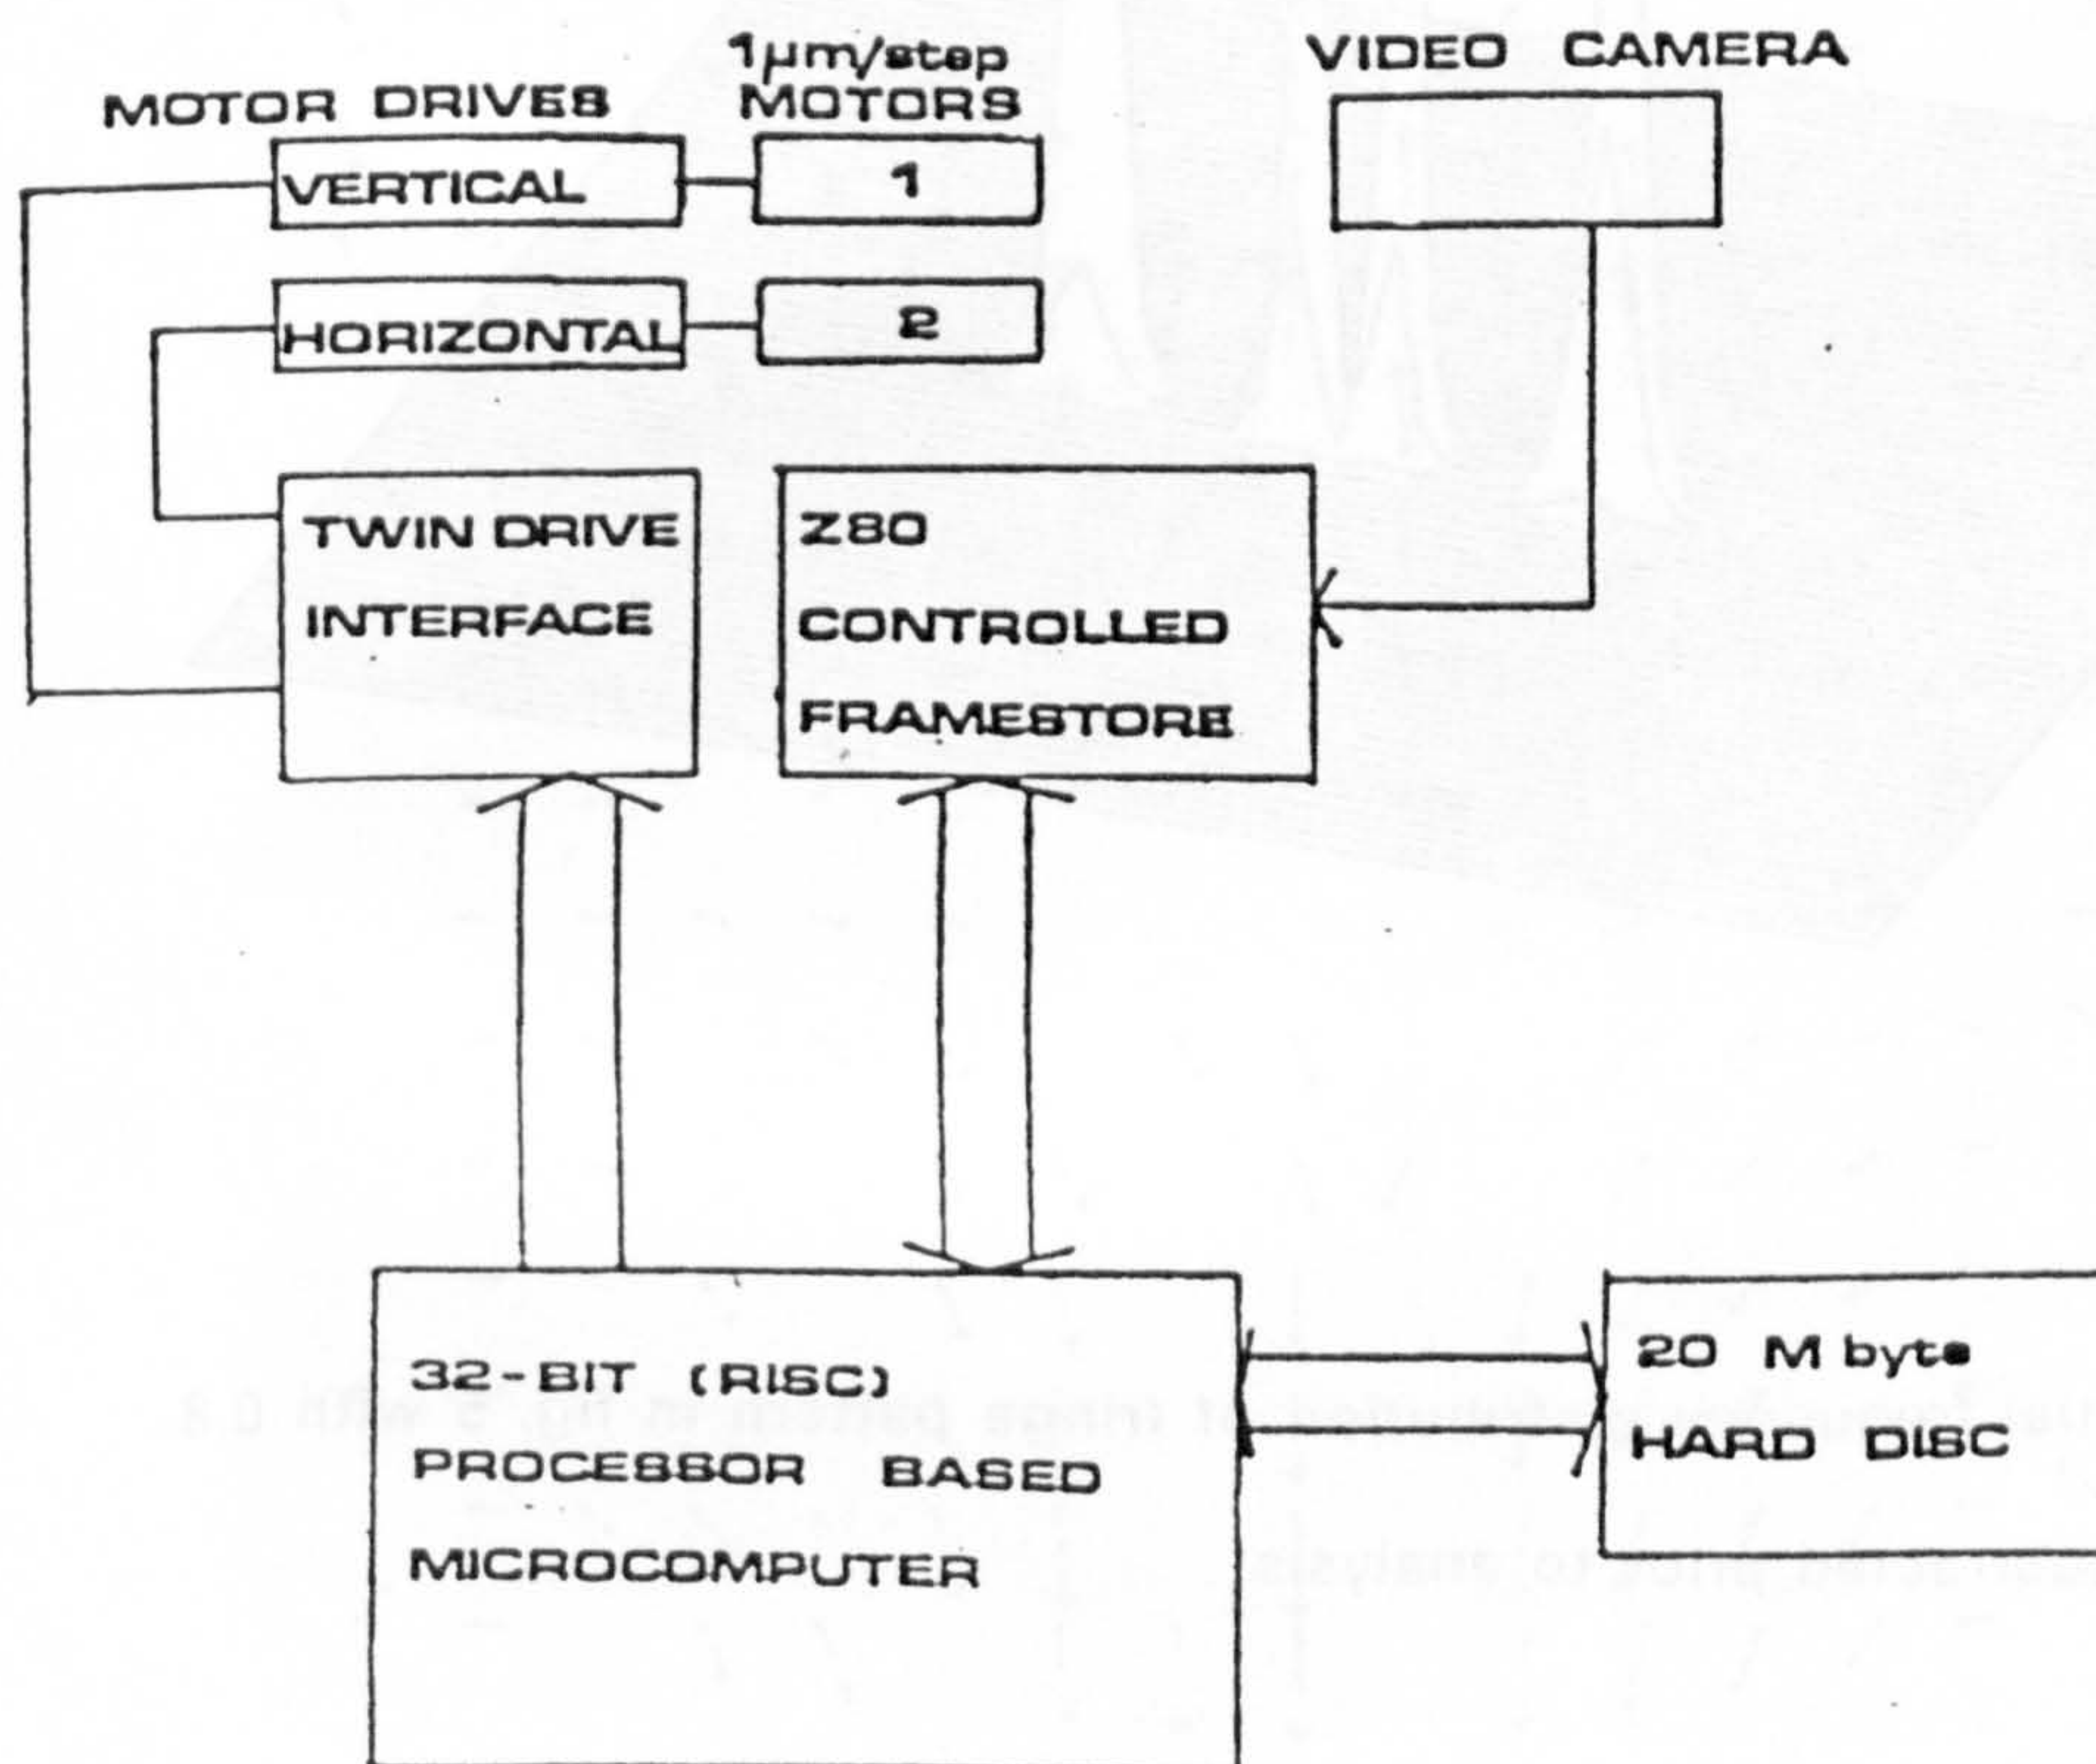 1µm/step
MOTOR DRIVES MOTORS
VIDEO CAMERA
VERTICAL
1
HORIZONTAL
2
TWIN DRIVE
INTERFACE
Z80
CONTROLLED
FRAMESTORE
32-BIT (RISC)
PROCESSOR BASED
MICROCOMPUTER
20 M byte
HARD DISC